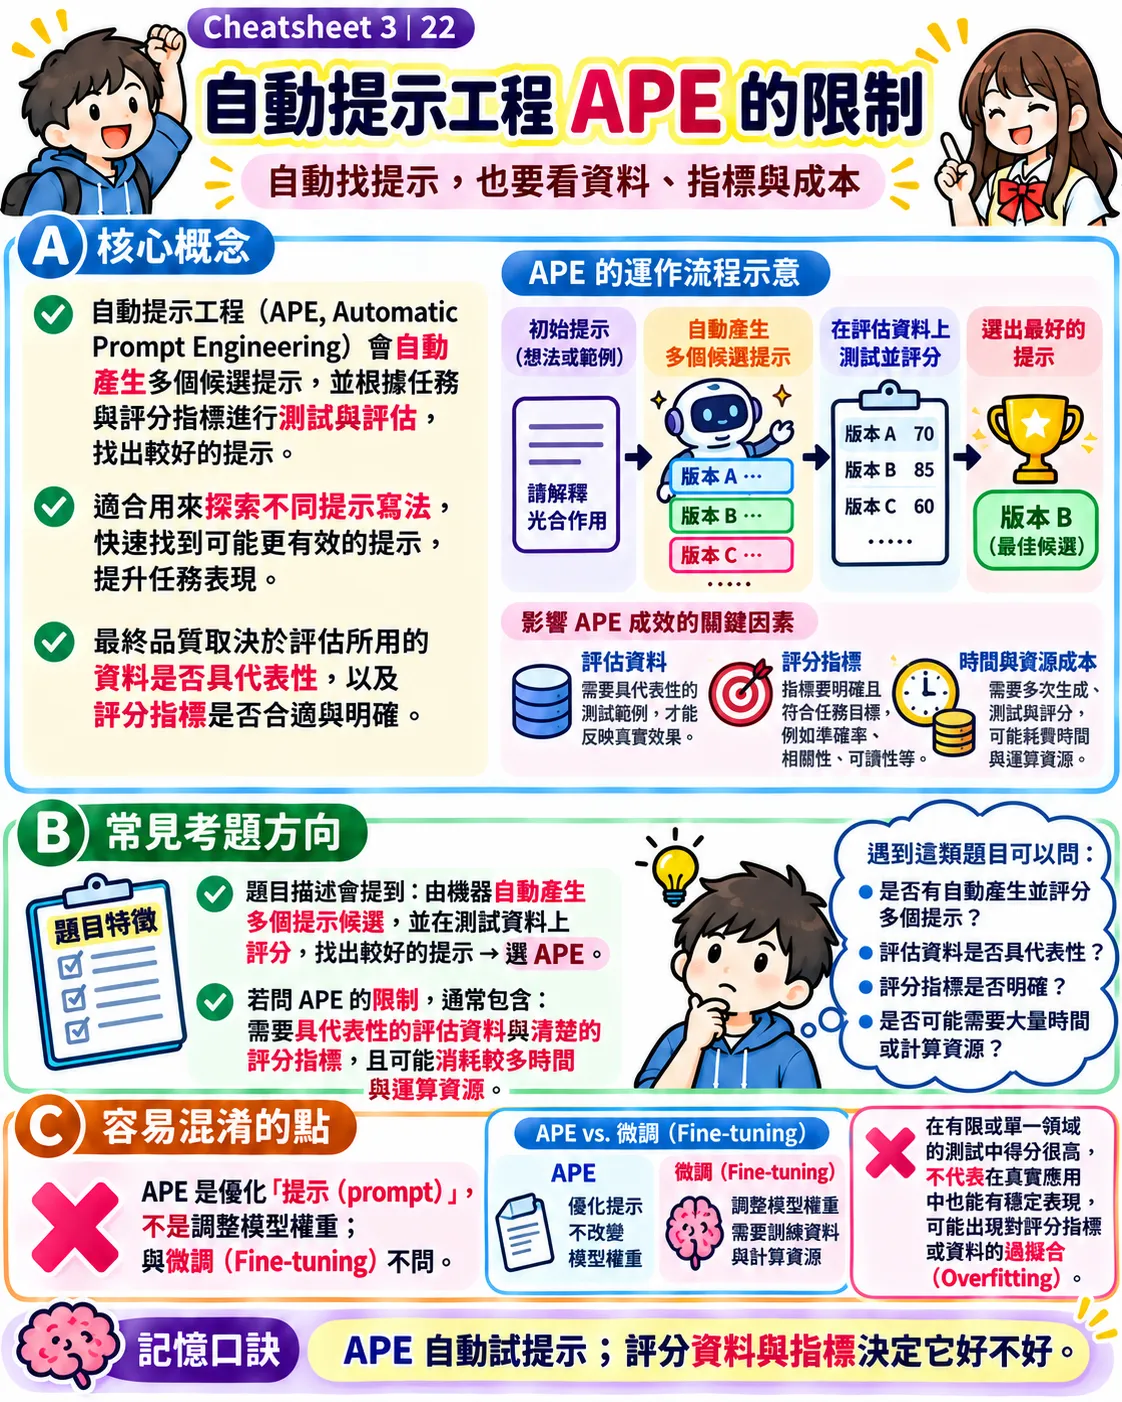 Cheatsheet 3 | 22
自動提示工程 APE 的限制
自動找提示，也要看資料、指標與成本
A 核心概念
自動提示工程（APE, Automatic
Prompt Engineering）會自動
產生多個候選提示，並根據任務
與評分指標進行測試與評估，
找出較好的提示。
適合用來探索不同提示寫法，
快速找到可能更有效的提示，
提升任務表現。
最終品質取決於評估所用的
資料是否具代表性，以及
評分指標是否合適與明確。
APE 的運作流程示意
初始提示
（想法或範例）
請解釋
光合作用
自動產生
多個候選提示
版本 A …
版本 B …
版本 C …
……
在評估資料上
測試並評分
版本 A 70
版本 B 85
版本 C 60
……
選出最好的
提示
版本 B
（最佳候選）
影響 APE 成效的關鍵因素
評估資料
需要具代表性的
測試範例，才能
反映真實效果。
評分指標
指標要明確且
符合任務目標，
例如準確率、
相關性、可讀性等。
時間與資源成本
需要多次生成、
測試與評分，
可能耗費時間
與運算資源。
B 常見考題方向
題目特徵
題目描述會提到：由機器自動產生
多個提示候選，並在測試資料上
評分，找出較好的提示 → 選 APE。
若問 APE 的限制，通常包含：
需要具代表性的評估資料與清楚的
評分指標，且可能消耗較多時間
與運算資源。
遇到這類題目可以問：
• 是否有自動產生並評分
多個提示？
• 評估資料是否具代表性？
• 評分指標是否明確？
• 是否可能需要大量時間
或計算資源？
C 容易混淆的點
APE 是優化「提示（prompt）」，
不是調整模型權重；
與微調（Fine-tuning）不問。
APE vs. 微調（Fine-tuning）
APE
優化提示
不改變
模型權重
微調（Fine-tuning）
調整模型權重
需要訓練資料
與計算資源
在有限或單一領域
的測試中得分很高，
不代表在真實應用
中也能有穩定表現，
可能出現對評分指標
或資料的過擬合
（Overfitting）。
記憶口訣
APE 自動試提示；評分資料與指標決定它好不好。